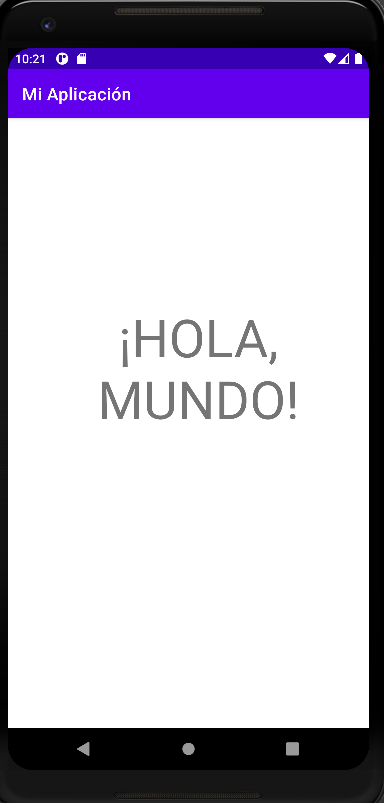 10:21
Mi Aplicación
¡HOLA,
MUNDO!